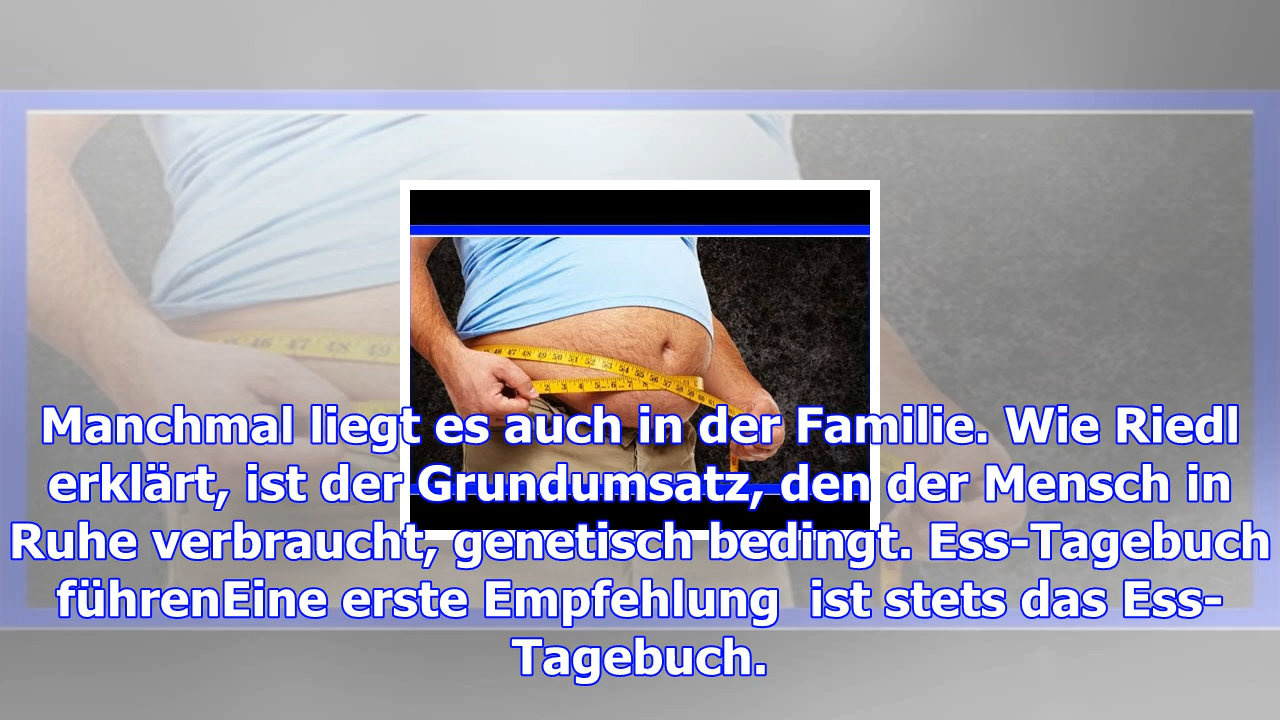 Manchmal liegt es auch in der Familie. Wie Riedl
erklärt, ist der Grundumsatz, den der Mensch in
Ruhe verbraucht, genetisch bedingt. Ess-Tagebuch
führenEine erste Empfehlung  ist stets das Ess-
Tagebuch.